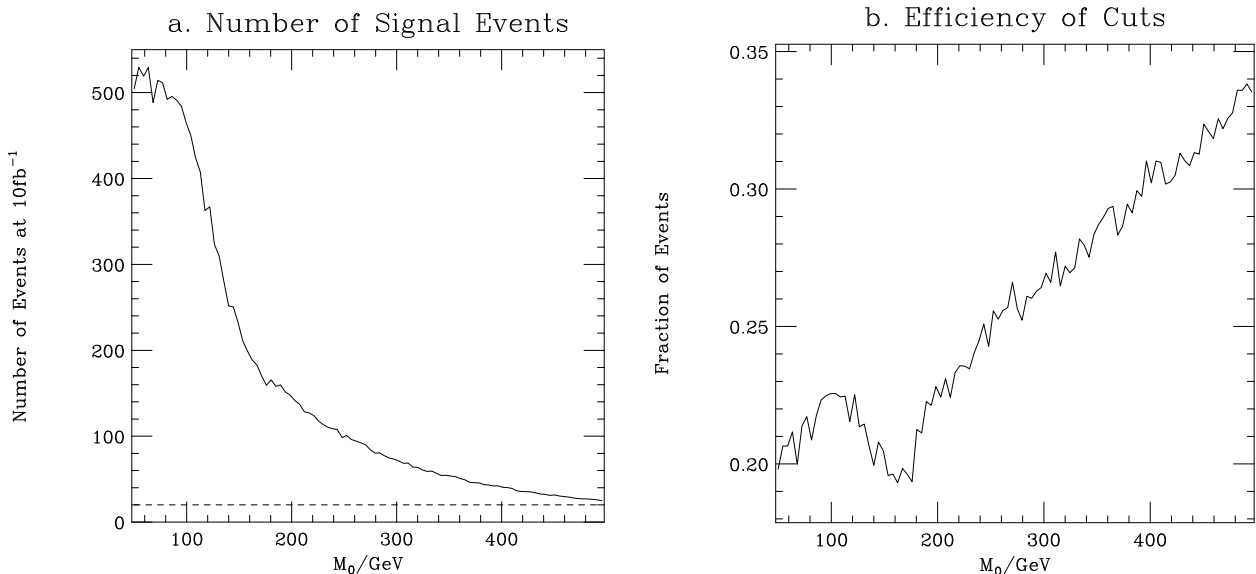 a. Number of Signal Events
Number of Events at 10fb⁻¹
500
400
300
200
100
0
100 200 300 400
M₀/GeV
b. Efficiency of Cuts
Fraction of Events
0.35
0.30
0.25
0.20
100 200 300 400
M₀/GeV